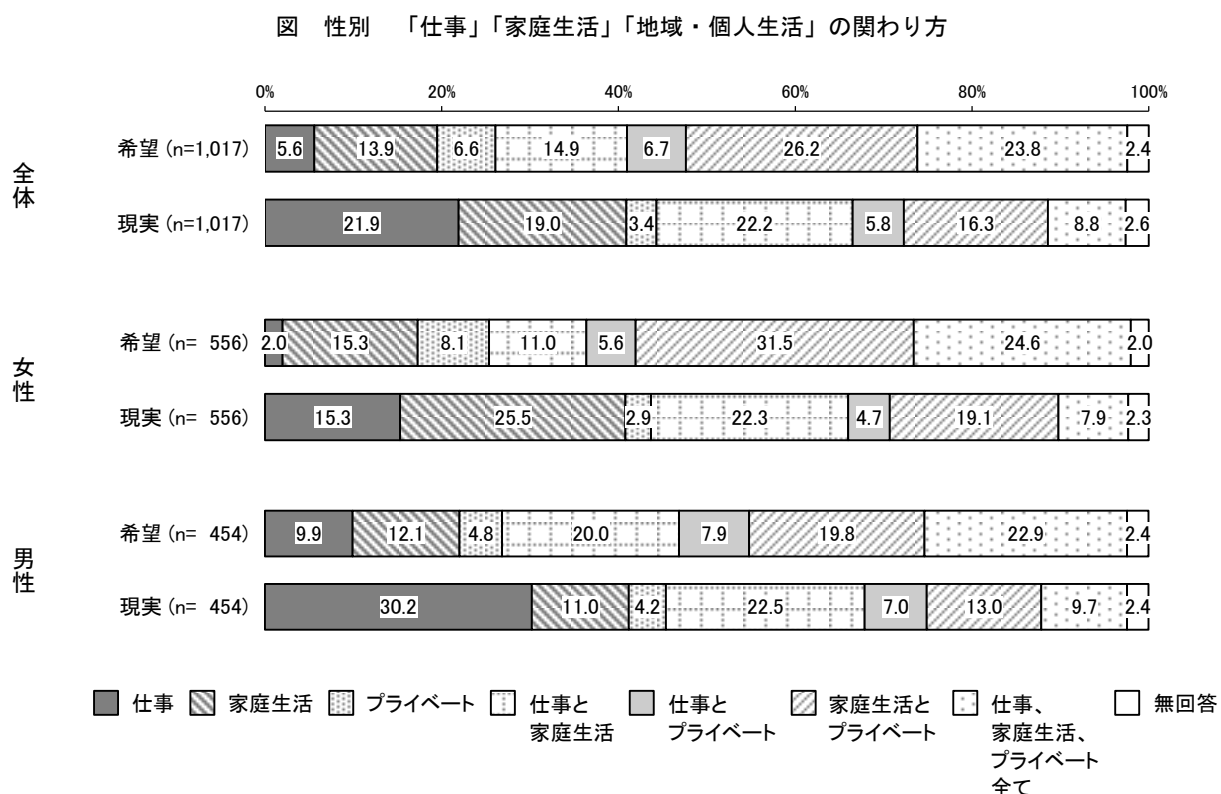 図　性別　「仕事」「家庭生活」「地域・個人生活」の関わり方
0% 20% 40% 60% 80% 100%
全体
希望 (n=1,017) 5.6 13.9 6.6 14.9 6.7 26.2 23.8 2.4
現実 (n=1,017) 21.9 19.0 3.4 22.2 5.8 16.3 8.8 2.6
女性
希望 (n= 556) 2.0 15.3 8.1 11.0 5.6 31.5 24.6 2.0
現実 (n= 556) 15.3 25.5 2.9 22.3 4.7 19.1 7.9 2.3
男性
希望 (n= 454) 9.9 12.1 4.8 20.0 7.9 19.8 22.9 2.4
現実 (n= 454) 30.2 11.0 4.2 22.5 7.0 13.0 9.7 2.4
仕事
家庭生活
プライベート
仕事と
家庭生活
仕事と
プライベート
家庭生活と
プライベート
仕事、
家庭生活、
プライベート
全て
無回答